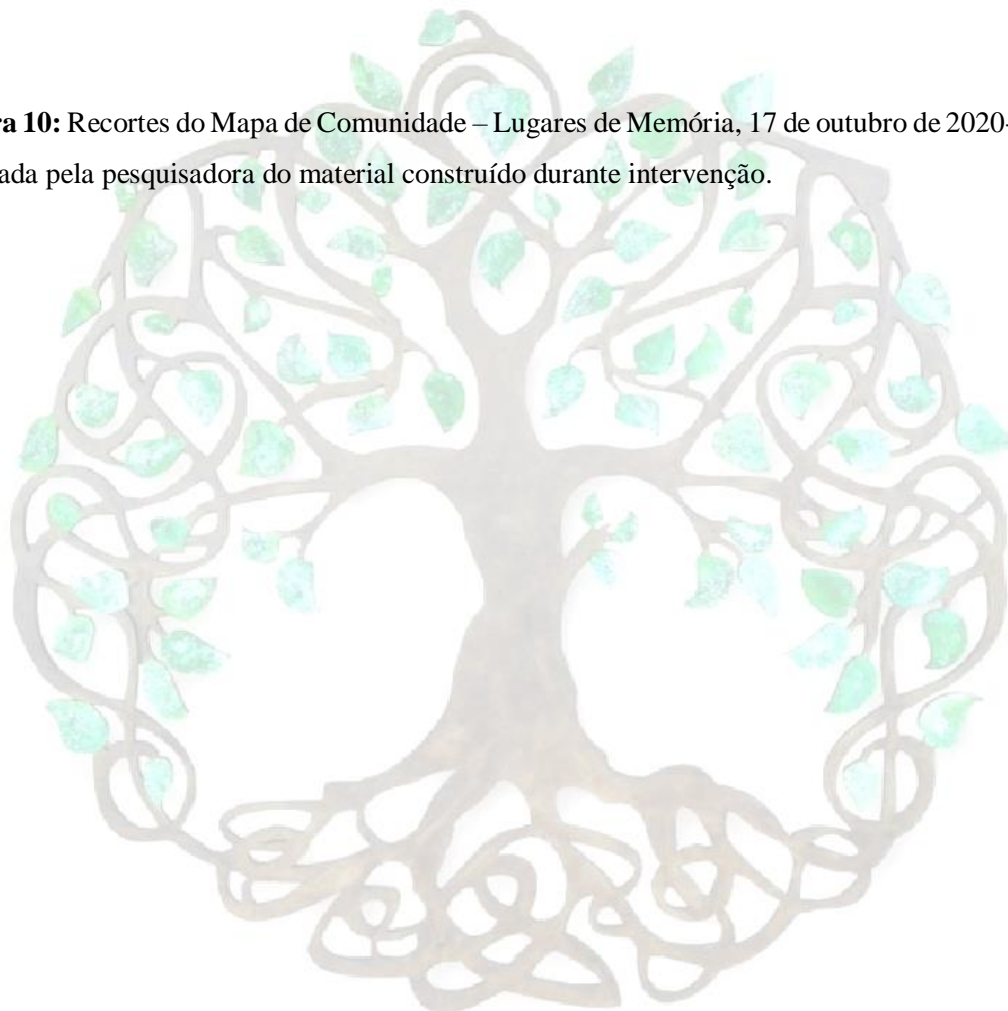 ra 10: Recortes do Mapa de Comunidade – Lugares de Memória, 17 de outubro de 2020-
ada pela pesquisadora do material construído durante intervenção.